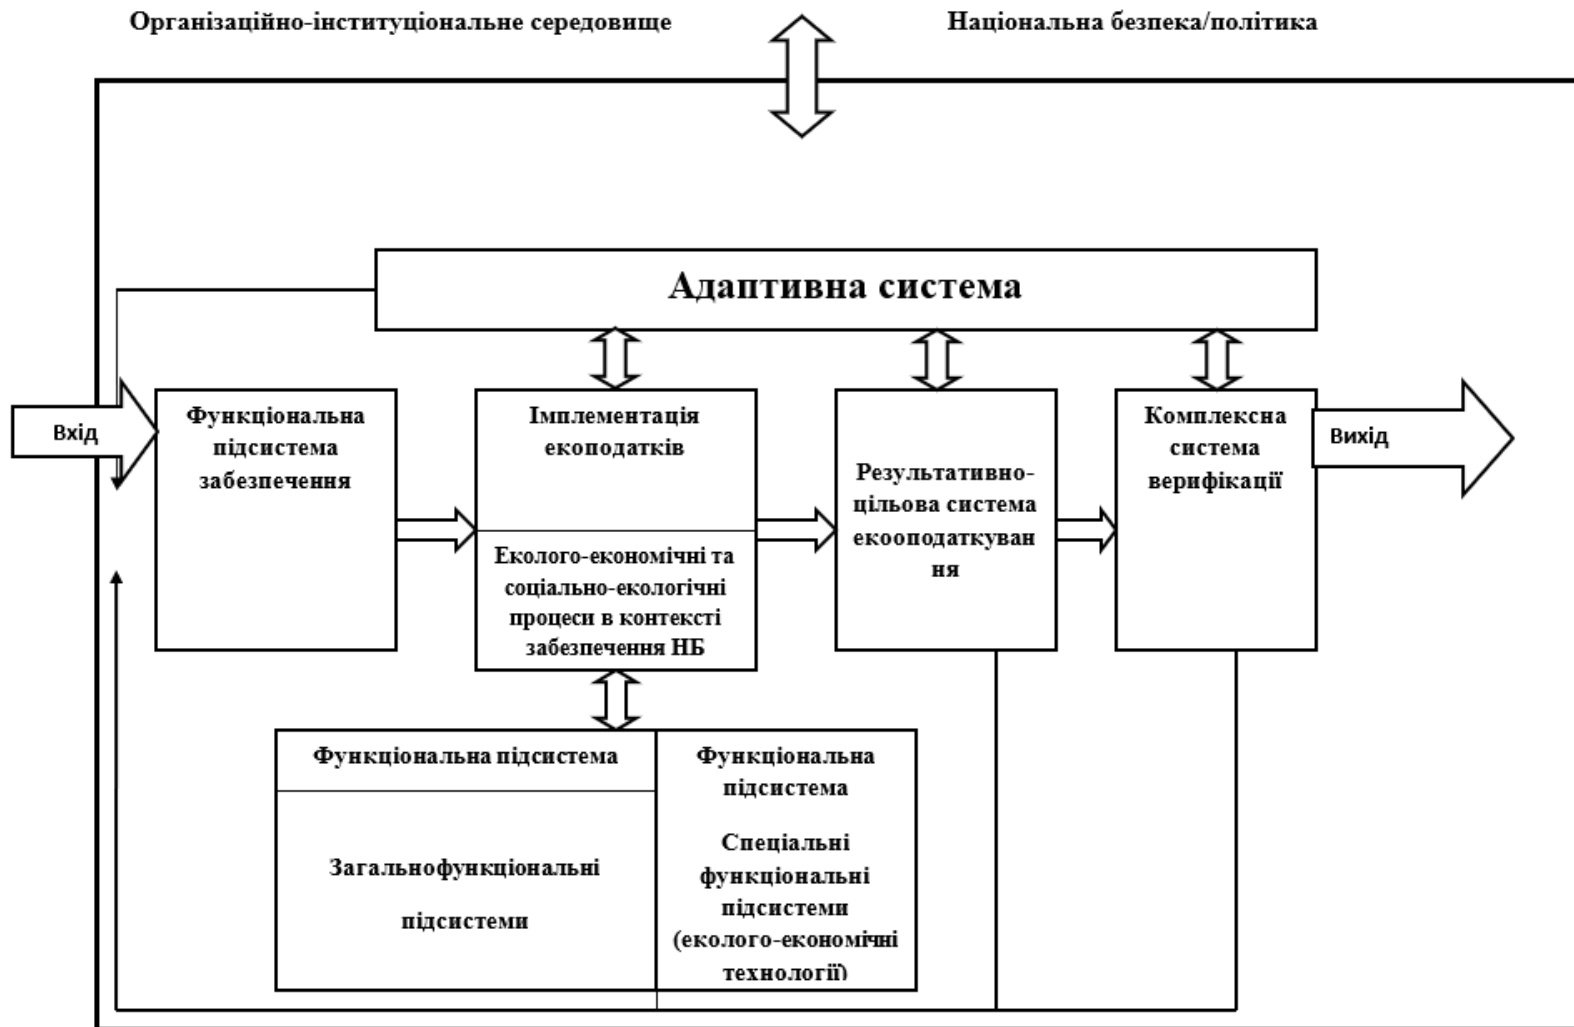 Організаційно-інституціональне середовище
Національна безпека/політика
Адаптивна система
Вхід
Функціональна
підсистема
забезпечення
Імплементація
екоподатків
Еколого-економічні та
соціально-екологічні
процеси в контексті
забезпечення НБ
Результативно-
цільова система
екооподаткуван
ня
Комплексна
система
верифікації
Вихід
Функціональна підсистема
Загальнофункціональні
підсистеми
Функціональна
підсистема
Спеціальні
функціональні
підсистеми
(еколого-економічні
технології)